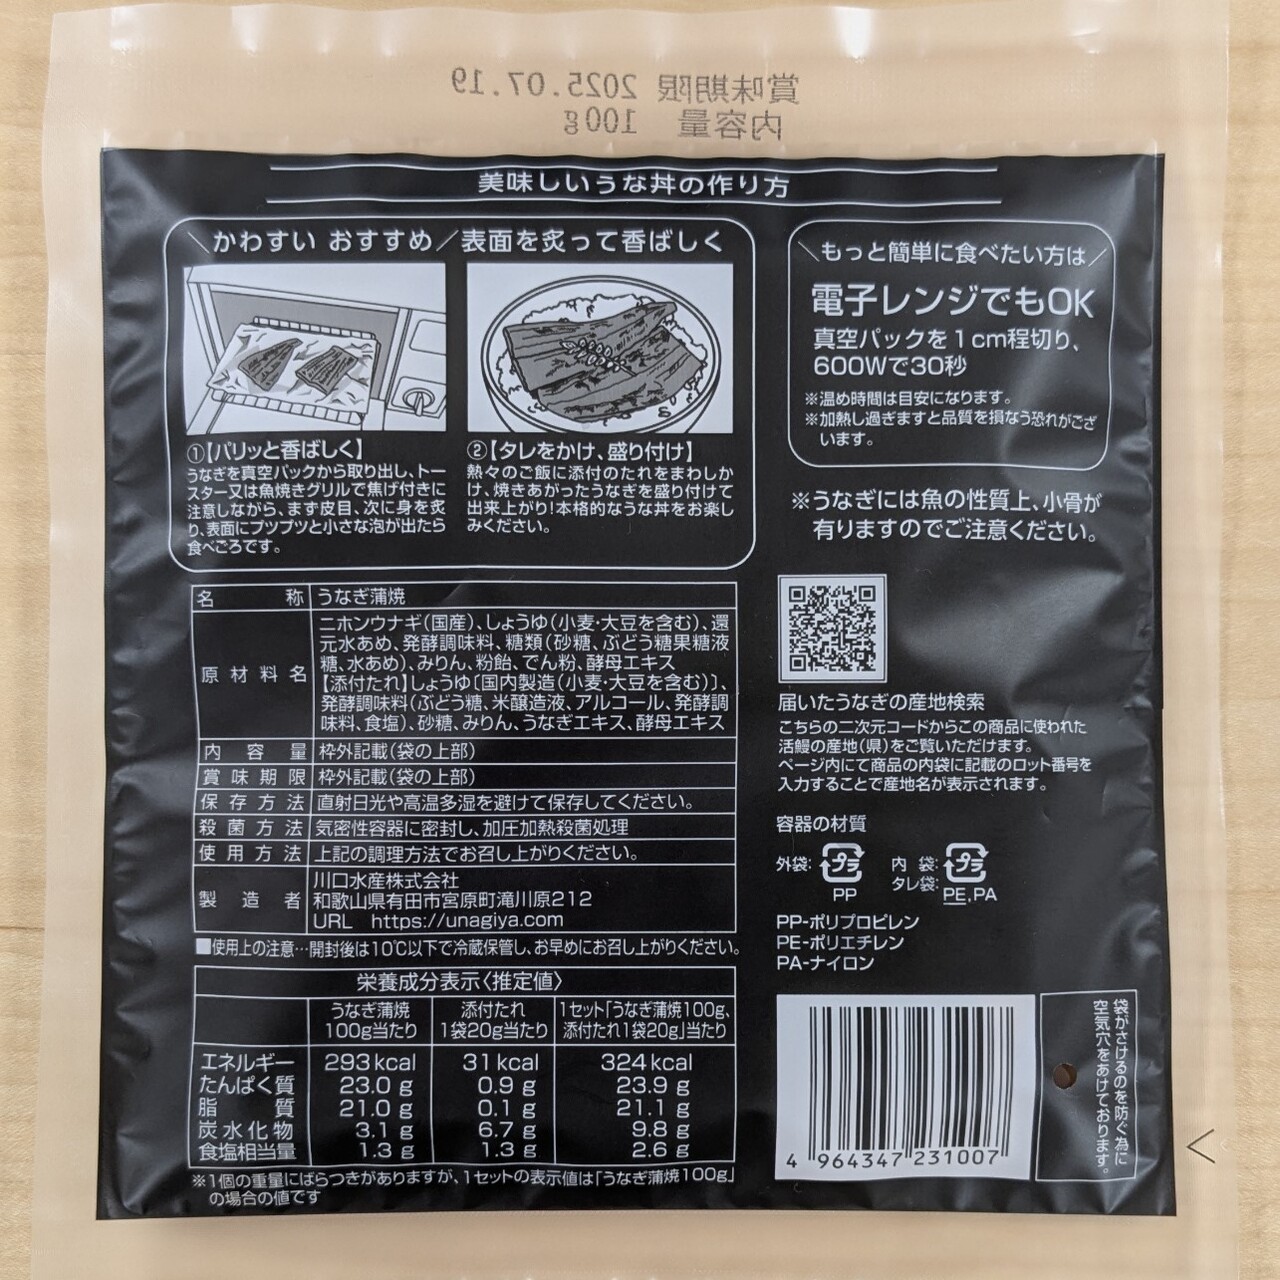 賞味期限 2025.07.19
内容量 100g
美味しいうな丼の作り方
＼かわすい おすすめ／表面を炙って香ばしく
①【パリッと香ばしく】
うなぎを真空パックから取り出し、トー
スター又は魚焼きグリルで焦げ付きに
注意しながら、まず皮目、次に身を炙
り、表面にプツプツと小さな泡が出たら
食べごろです。
②【タレをかけ、盛り付け】
熱々のご飯に添付のたれをまわしか
け、焼きあがったうなぎを盛り付けて
出来上がり!本格的なうな丼をお楽し
みください。
＼もっと簡単に食べたい方は／
電子レンジでもOK
真空パックを1cm程切り、
600Wで30秒
※温め時間は目安になります。
※加熱し過ぎますと品質を損なう恐れがござ
います。
※うなぎには魚の性質上、小骨が
有りますのでご注意ください。
名称 うなぎ蒲焼
原材料名 ニホンウナギ(国産)、しょうゆ(小麦・大豆を含む)、還
元水あめ、発酵調味料、糖類(砂糖、ぶどう糖果糖液
糖、水あめ)、みりん、粉飴、でん粉、酵母エキス
【添付たれ】しょうゆ〔国内製造(小麦・大豆を含む)〕、
発酵調味料(ぶどう糖、米醸造液、アルコール、発酵調
味料、食塩)、砂糖、みりん、うなぎエキス、酵母エキス
内容量 枠外記載(袋の上部)
賞味期限 枠外記載(袋の上部)
保存方法 直射日光や高温多湿を避けて保存してください。
殺菌方法 気密性容器に密封し、加圧加熱殺菌処理
使用方法 上記の調理方法でお召し上がりください。
製造者 川口水産株式会社
和歌山県有田市宮原町滝川原212
URL https://unagiya.com
■使用上の注意…開封後は10℃以下で冷蔵保管し、お早めにお召し上がりください。
栄養成分表示〈推定値〉
うなぎ蒲焼 100g当たり 添付たれ 1袋20g当たり 1セット「うなぎ蒲焼100g、添付たれ1袋20g」当たり
エネルギー 293kcal 31kcal 324kcal
たんぱく質 23.0g 0.9g 23.9g
脂質 21.0g 0.1g 21.1g
炭水化物 3.1g 6.7g 9.8g
食塩相当量 1.3g 1.3g 2.6g
※1個の重量にばらつきがありますが、1セットの表示値は「うなぎ蒲焼100g」
の場合の値です
届いたうなぎの産地検索
こちらの二次元コードからこの商品に使われた
活鰻の産地(県)をご覧いただけます。
ページ内にて商品の内袋に記載のロット番号を
入力することで産地名が表示されます。
容器の材質
外袋: プラ 内袋: タレ袋: プラ
PP PE,PA
PP-ポリプロピレン
PE-ポリエチレン
PA-ナイロン
4 964347 231007
袋がさけるのを防ぐ為に
空気穴をあけております。